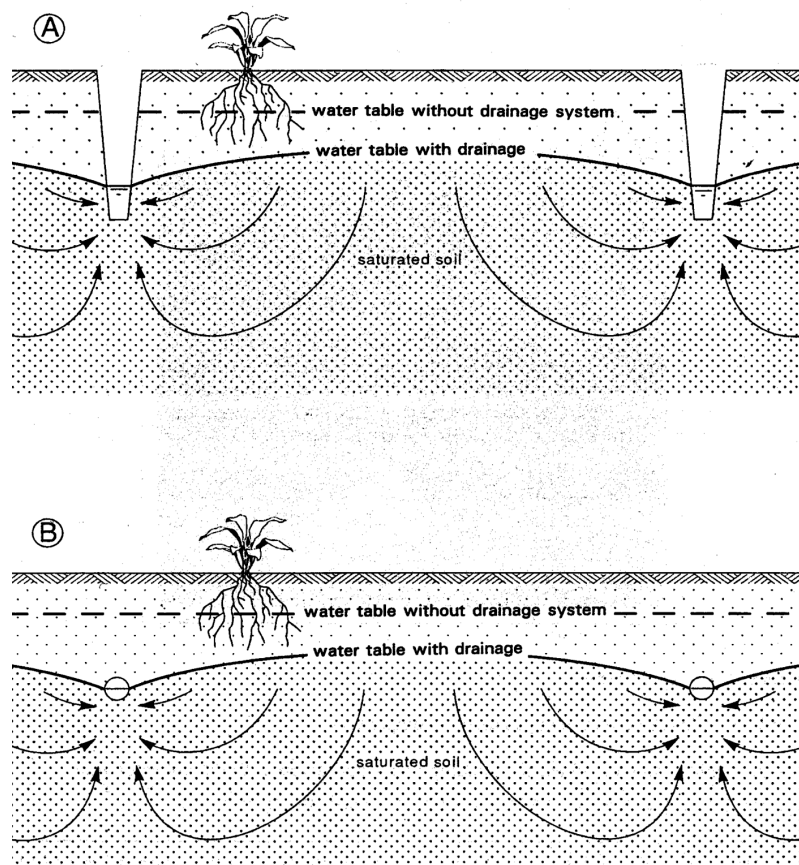 A
water table without drainage system
water table with drainage
saturated soil
B
water table without drainage system
water table with drainage
saturated soil